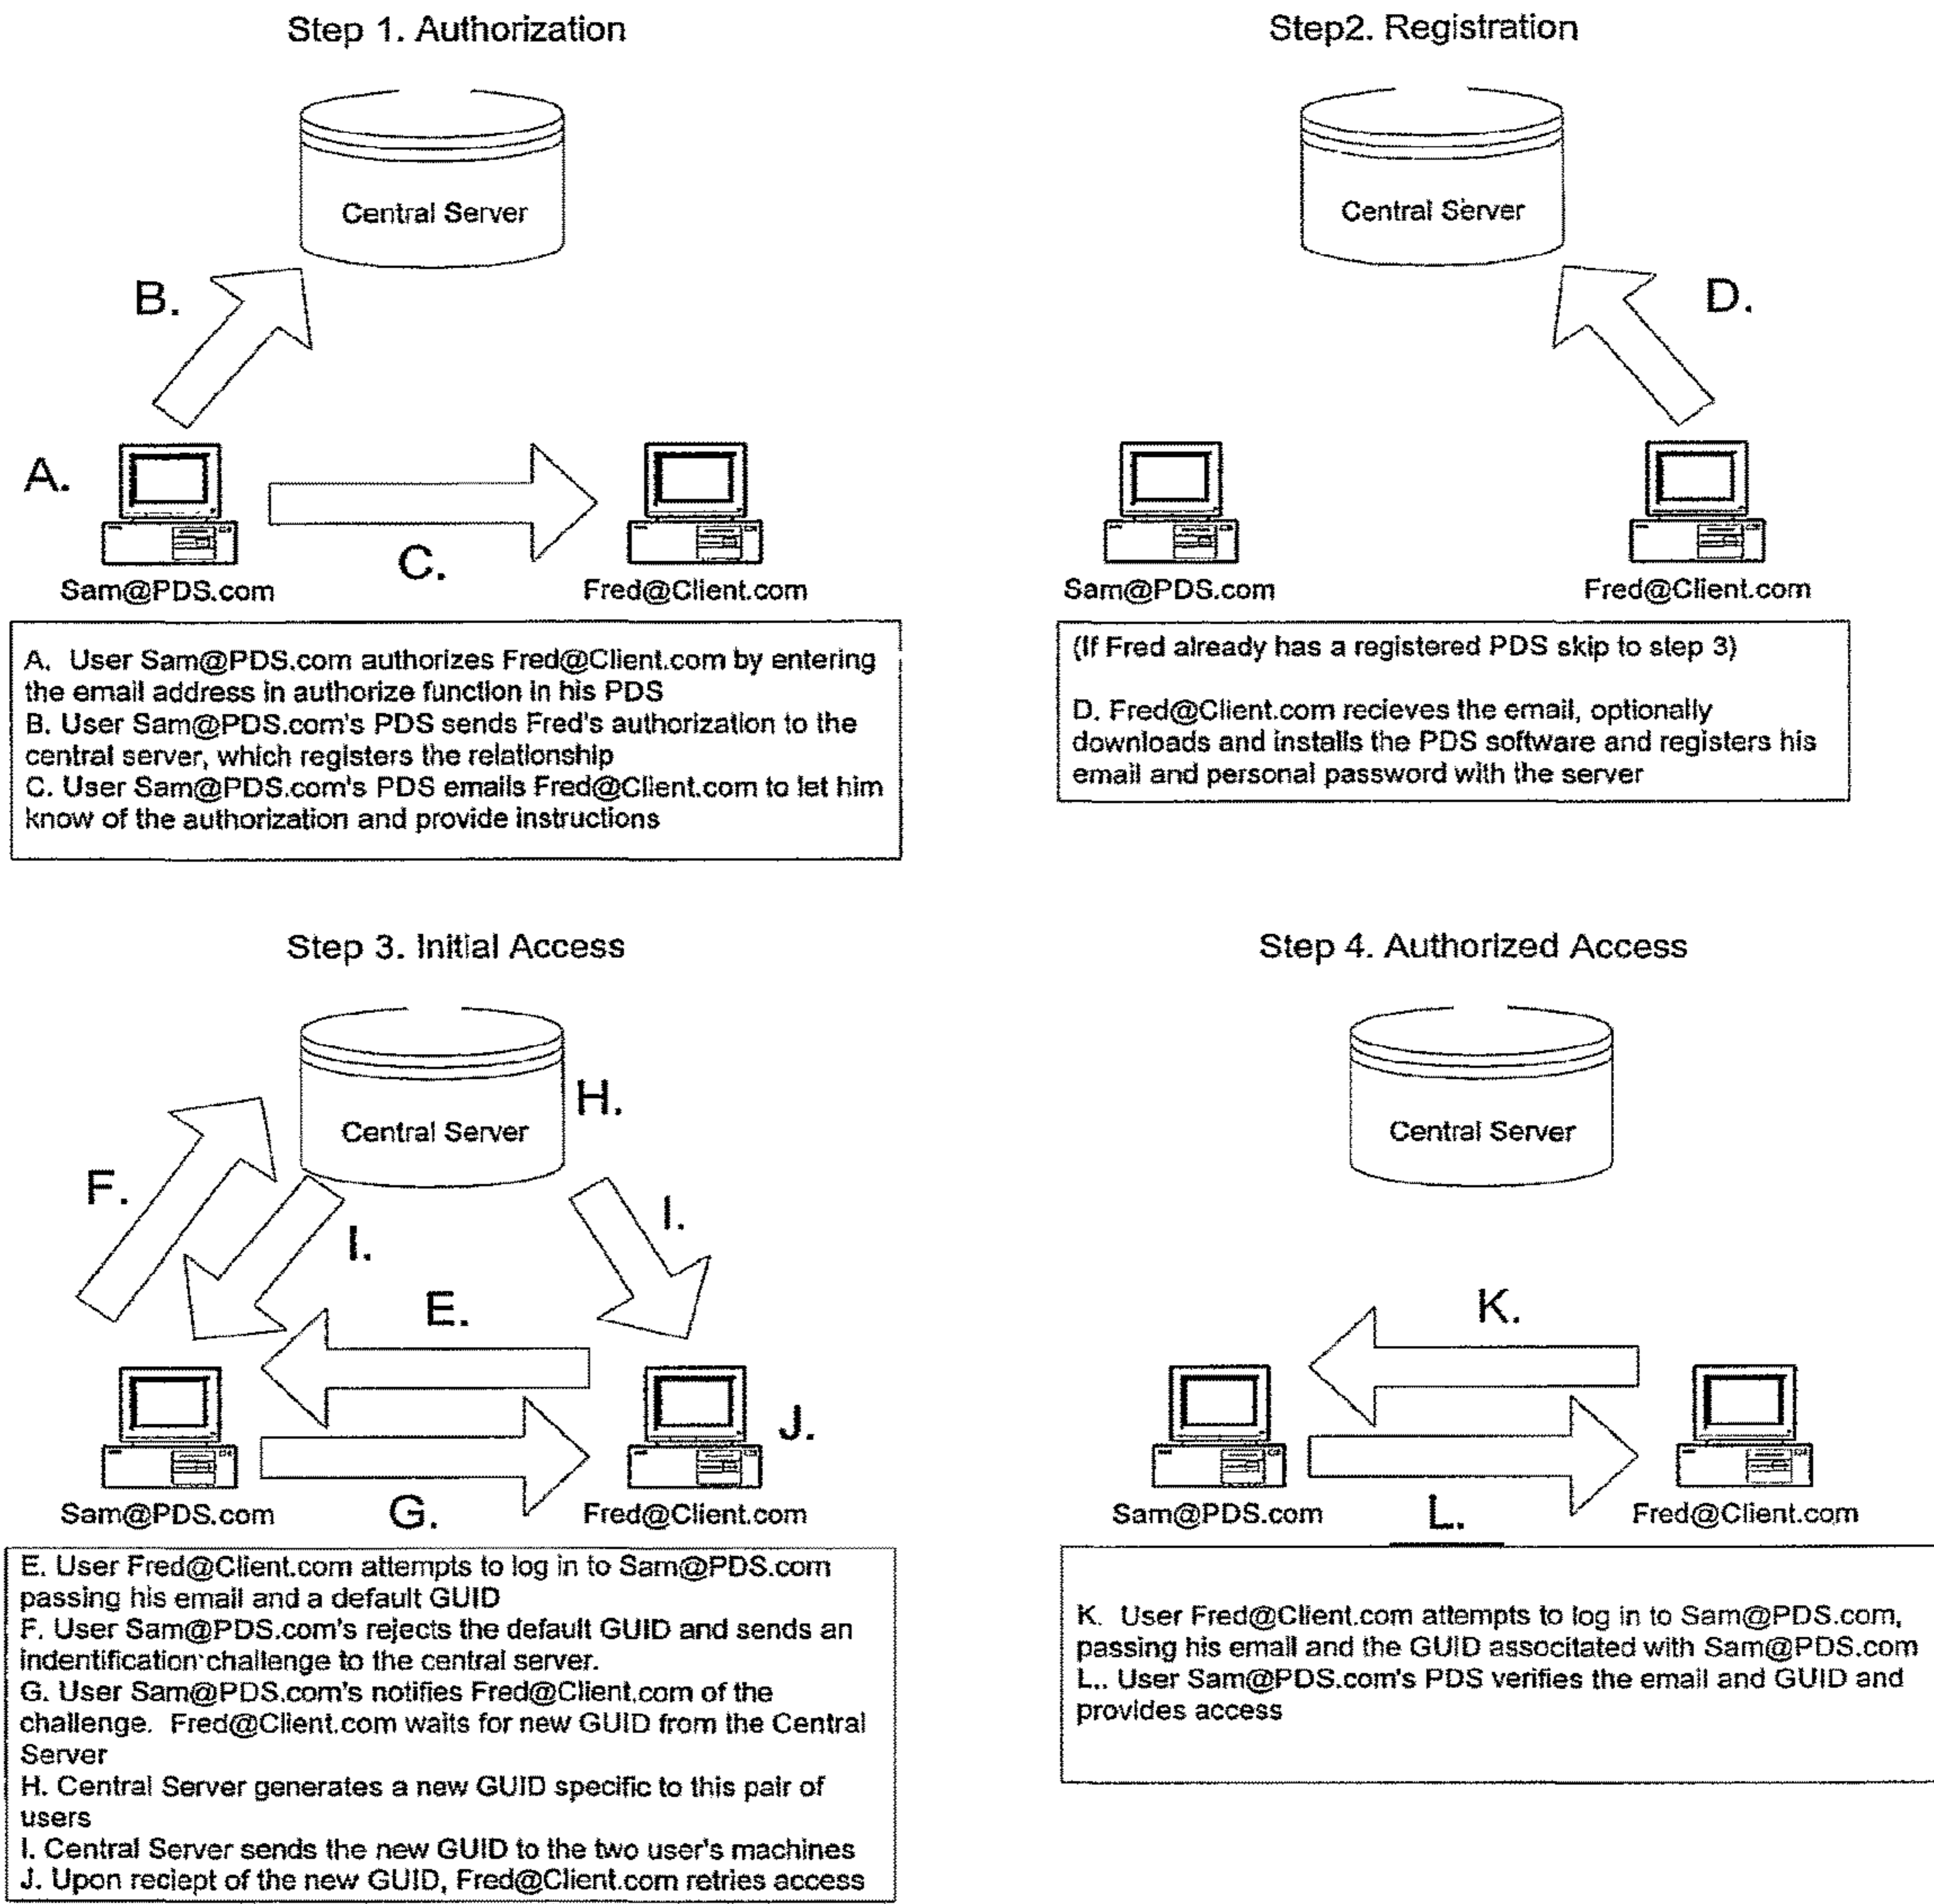 Step 1. Authorization
Central Server
B.
A.
C.
Sam@PDS.com
Fred@Client.com
A. User Sam@PDS.com authorizes Fred@Client.com by entering
the email address in authorize function in his PDS
B. User Sam@PDS.com's PDS sends Fred's authorization to the
central server, which registers the relationship
C. User Sam@PDS.com's PDS emails Fred@Client.com to let him
know of the authorization and provide instructions
Step2. Registration
Central Server
D.
Sam@PDS.com
Fred@Client.com
(If Fred already has a registered PDS skip to step 3)
D. Fred@Client.com recieves the email, optionally
downloads and installs the PDS software and registers his
email and personal password with the server
Step 3. Initial Access
Central Server
H.
F.
I.
I.
E.
J.
Sam@PDS.com
G.
Fred@Client.com
E. User Fred@Client.com attempts to log in to Sam@PDS.com
passing his email and a default GUID
F. User Sam@PDS.com's rejects the default GUID and sends an
indentification challenge to the central server.
G. User Sam@PDS.com's notifies Fred@Client.com of the
challenge. Fred@Client.com waits for new GUID from the Central
Server
H. Central Server generates a new GUID specific to this pair of
users
I. Central Server sends the new GUID to the two user's machines
J. Upon reciept of the new GUID, Fred@Client.com retries access
Step 4. Authorized Access
Central Server
K.
Sam@PDS.com
L.
Fred@Client.com
K. User Fred@Client.com attempts to log in to Sam@PDS.com,
passing his email and the GUID associtated with Sam@PDS.com
L.. User Sam@PDS.com's PDS verifies the email and GUID and
provides access